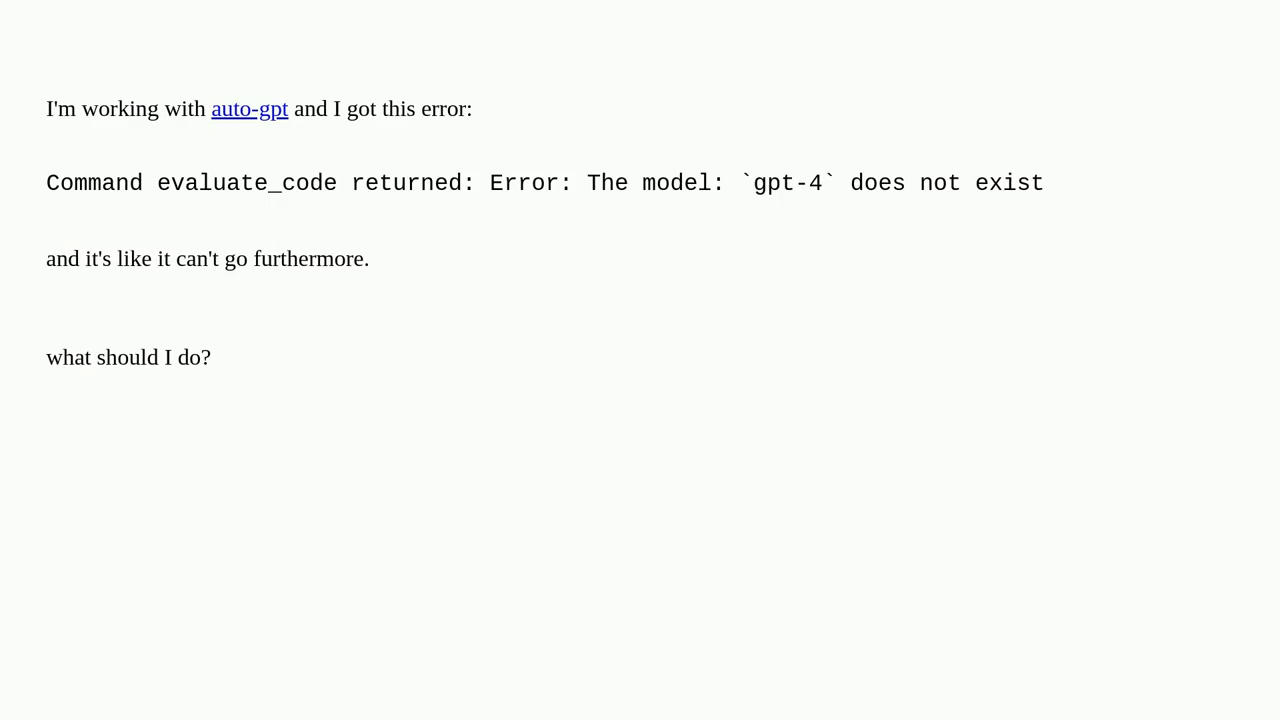 I'm working with auto-gpt and I got this error:
Command evaluate_code returned: Error: The model: `gpt-4` does not exist
and it's like it can't go furthermore.
what should I do?